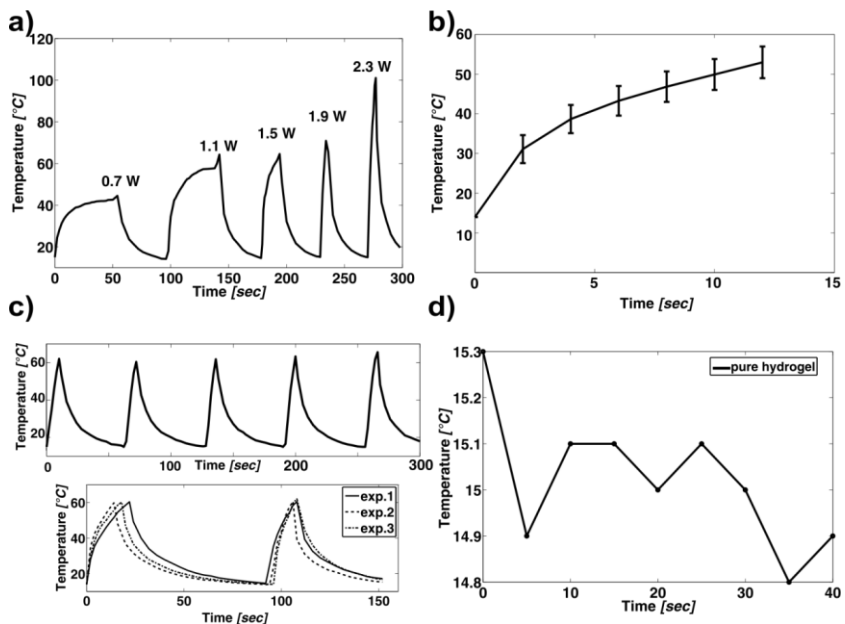 a)
120
100
80
60
40
20
0 50 100 150 200 250 300
Temperature [°C]
Time [sec]
0.7 W
1.1 W
1.5 W
1.9 W
2.3 W
b)
60
50
40
30
20
10
0
0 5 10 15
Temperature [°C]
Time [sec]
c)
60
40
20
0 50 100 150 200 300
Temperature [°C]
Time [sec]
exp.1
exp.2
exp.3
80
60
40
20
0 50 100 150
Temperature [°C]
Time [sec]
d)
15.3
15.2
15.1
15
14.9
14.8
0 10 20 30 40
Temperature [°C]
Time [sec]
pure hydrogel